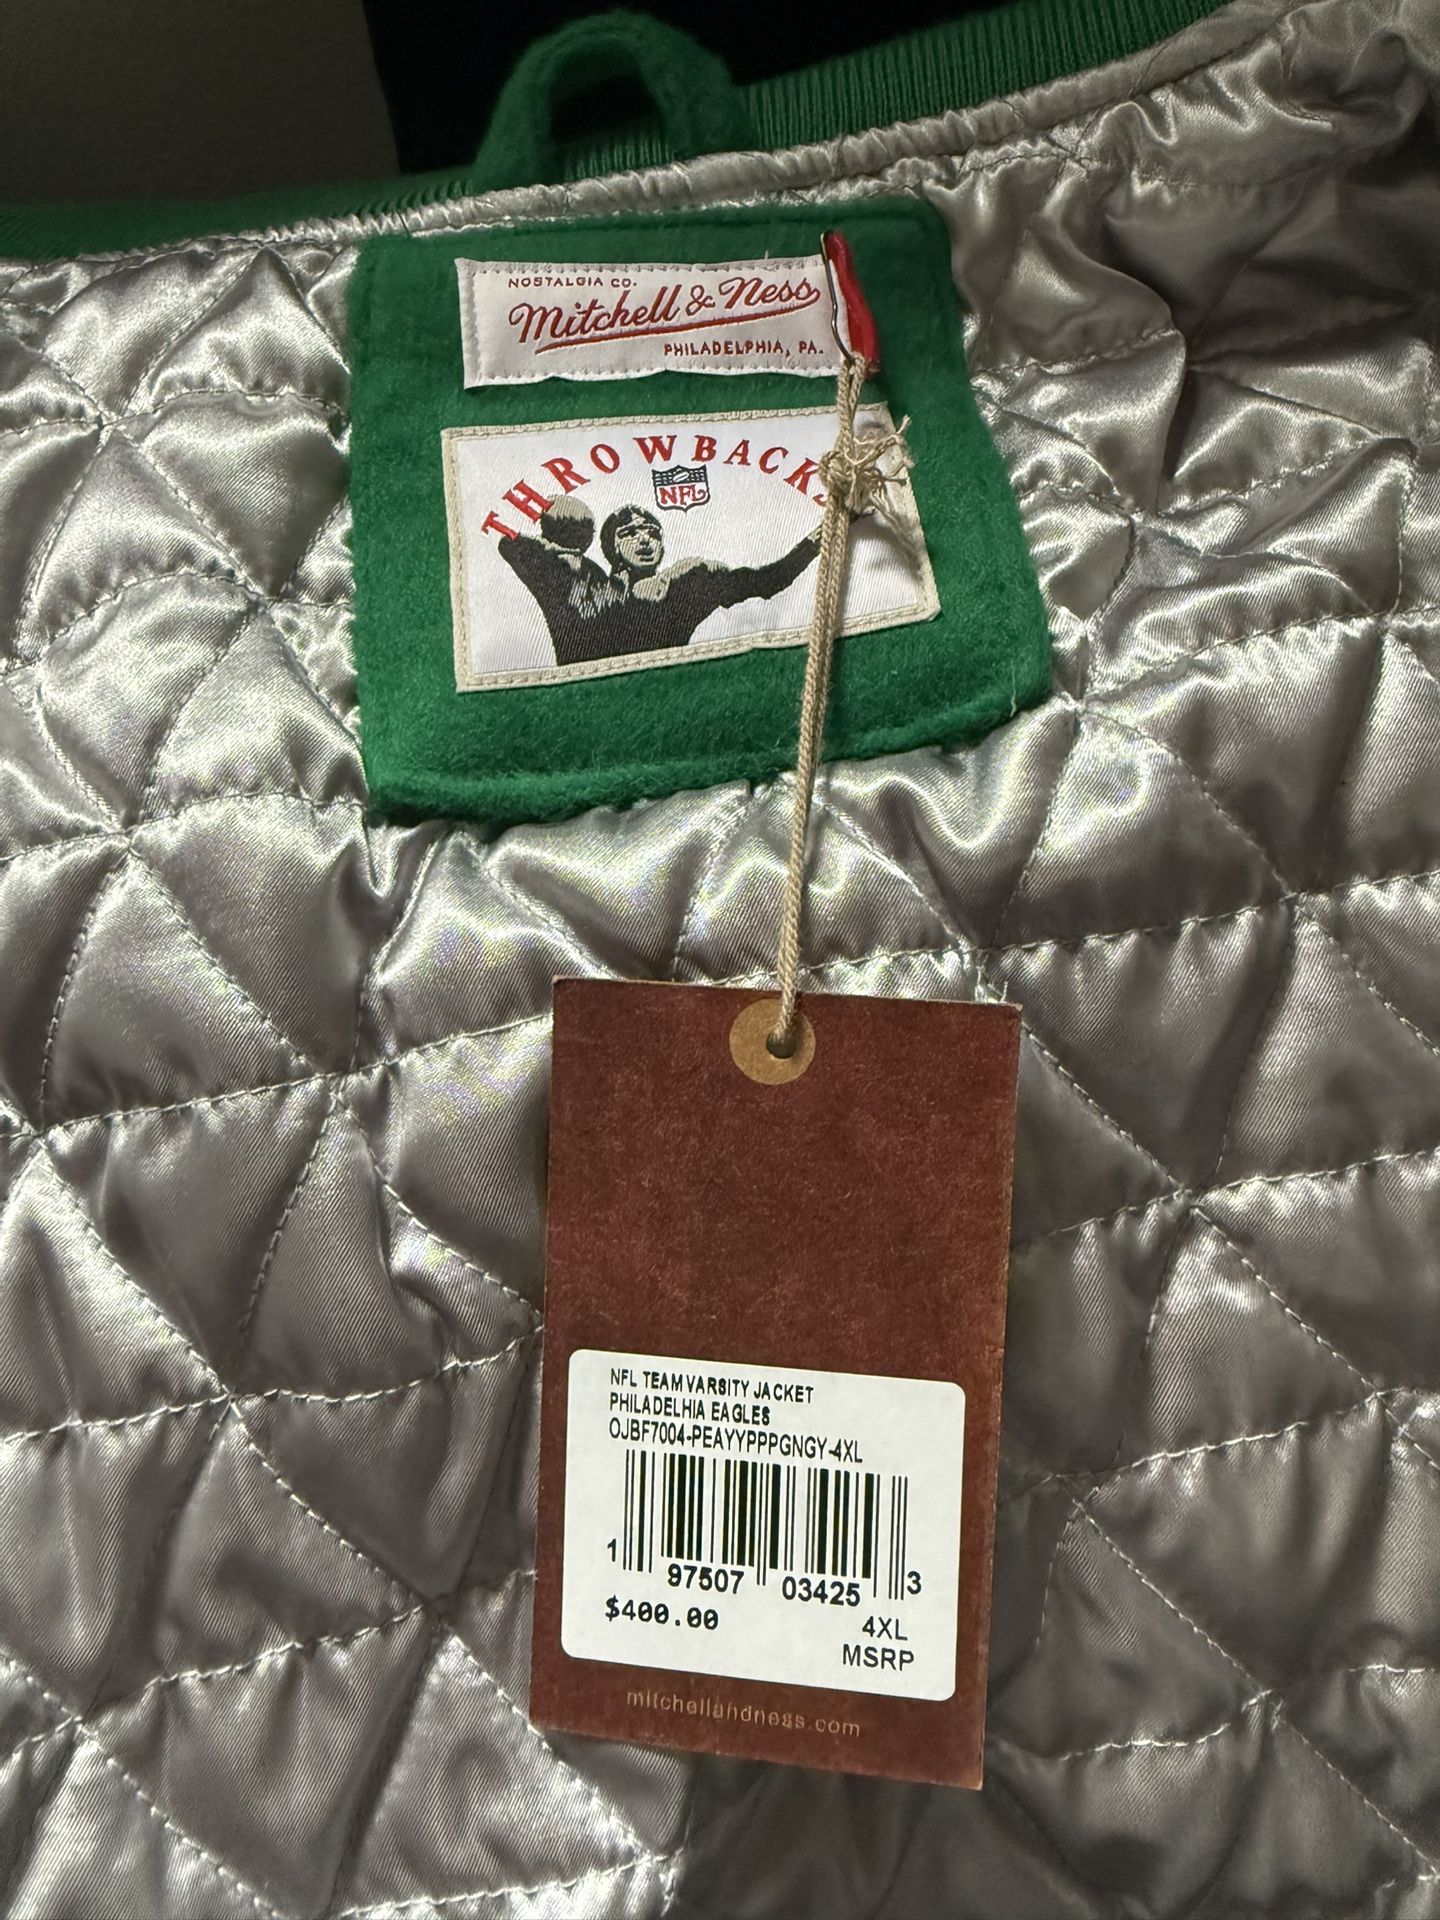 NOSTALGIA CO.
Mitchell & Ness
PHILADELPHIA, PA.
THROWBACKS
NFL
NFL TEAM VARSITY JACKET
PHILADELHIA EAGLES
OJBF7004-PEAYYPPPGNGY-4XL
1 97507 03425 3
$400.00 4XL
MSRP
mitchellandness.com